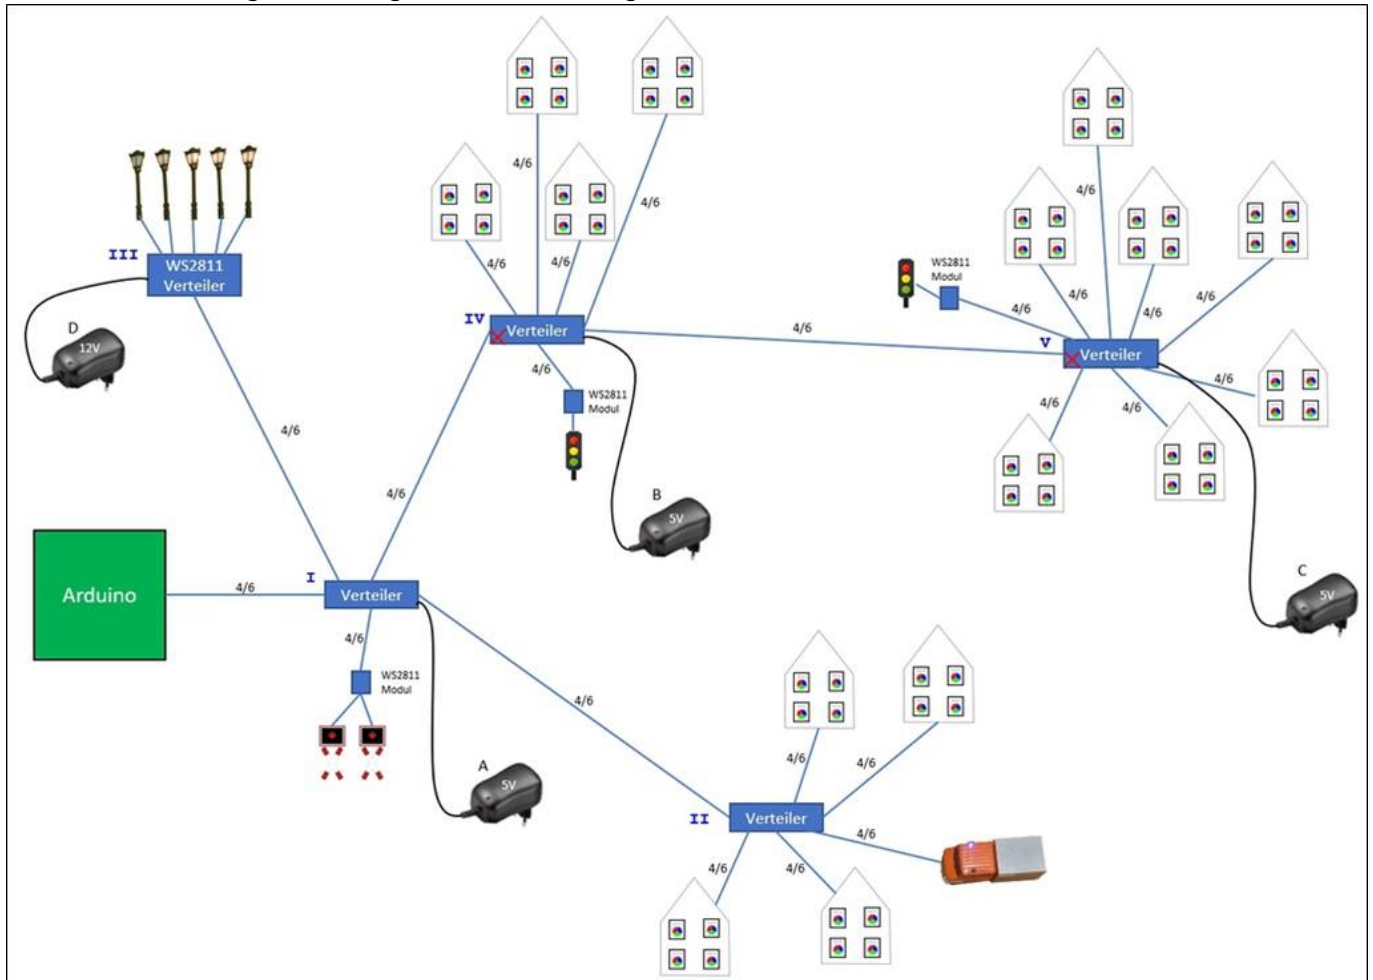 4/6
4/6
III
WS2811
Verteiler
4/6
4/6
4/6
4/6
WS2811
Modul
4/6
4/6
4/6
IV
Verteiler
4/6
V
Verteiler
D
12V
4/6
WS2811
Modul
4/6
4/6
4/6
4/6
4/6
B
5V
Arduino
4/6
I
Verteiler
C
5V
4/6
WS2811
Modul
4/6
A
5V
4/6
4/6
II
Verteiler
4/6
4/6
4/6